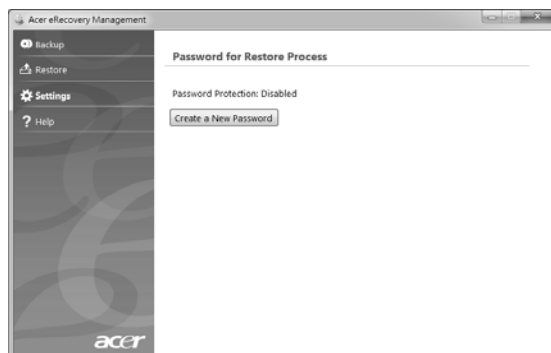 Acer eRecovery Management
Backup
Restore
Settings
Help
Password for Restore Process
Password Protection: Disabled
Create a New Password
acer